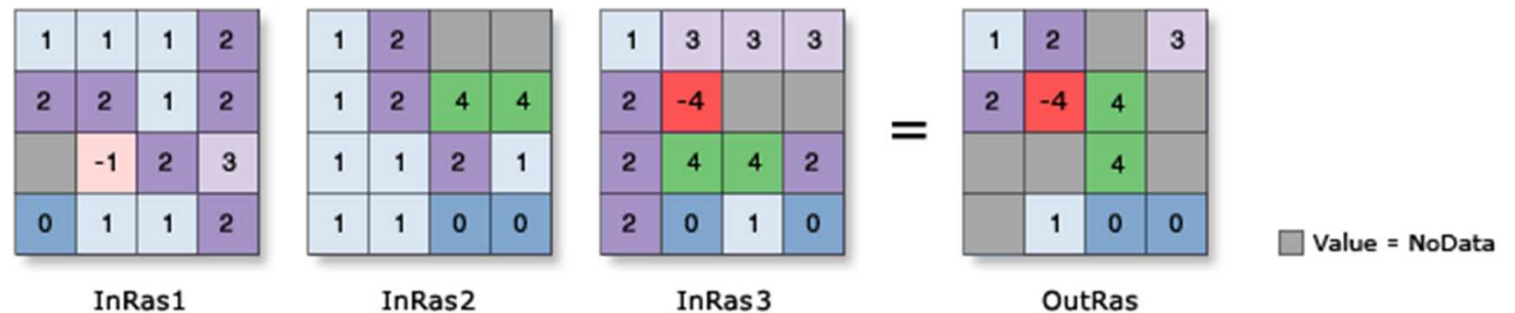 1 1 1 2 1 2 1 3 3 3 1 2 3
2 2 1 2 1 2 4 4 2 -4 = 2 -4 4
-1 2 3 1 1 2 1 2 4 4 2 4
0 1 1 2 1 1 0 0 2 0 1 0 1 0 0 Value = NoData
InRas1 InRas2 InRas3 OutRas